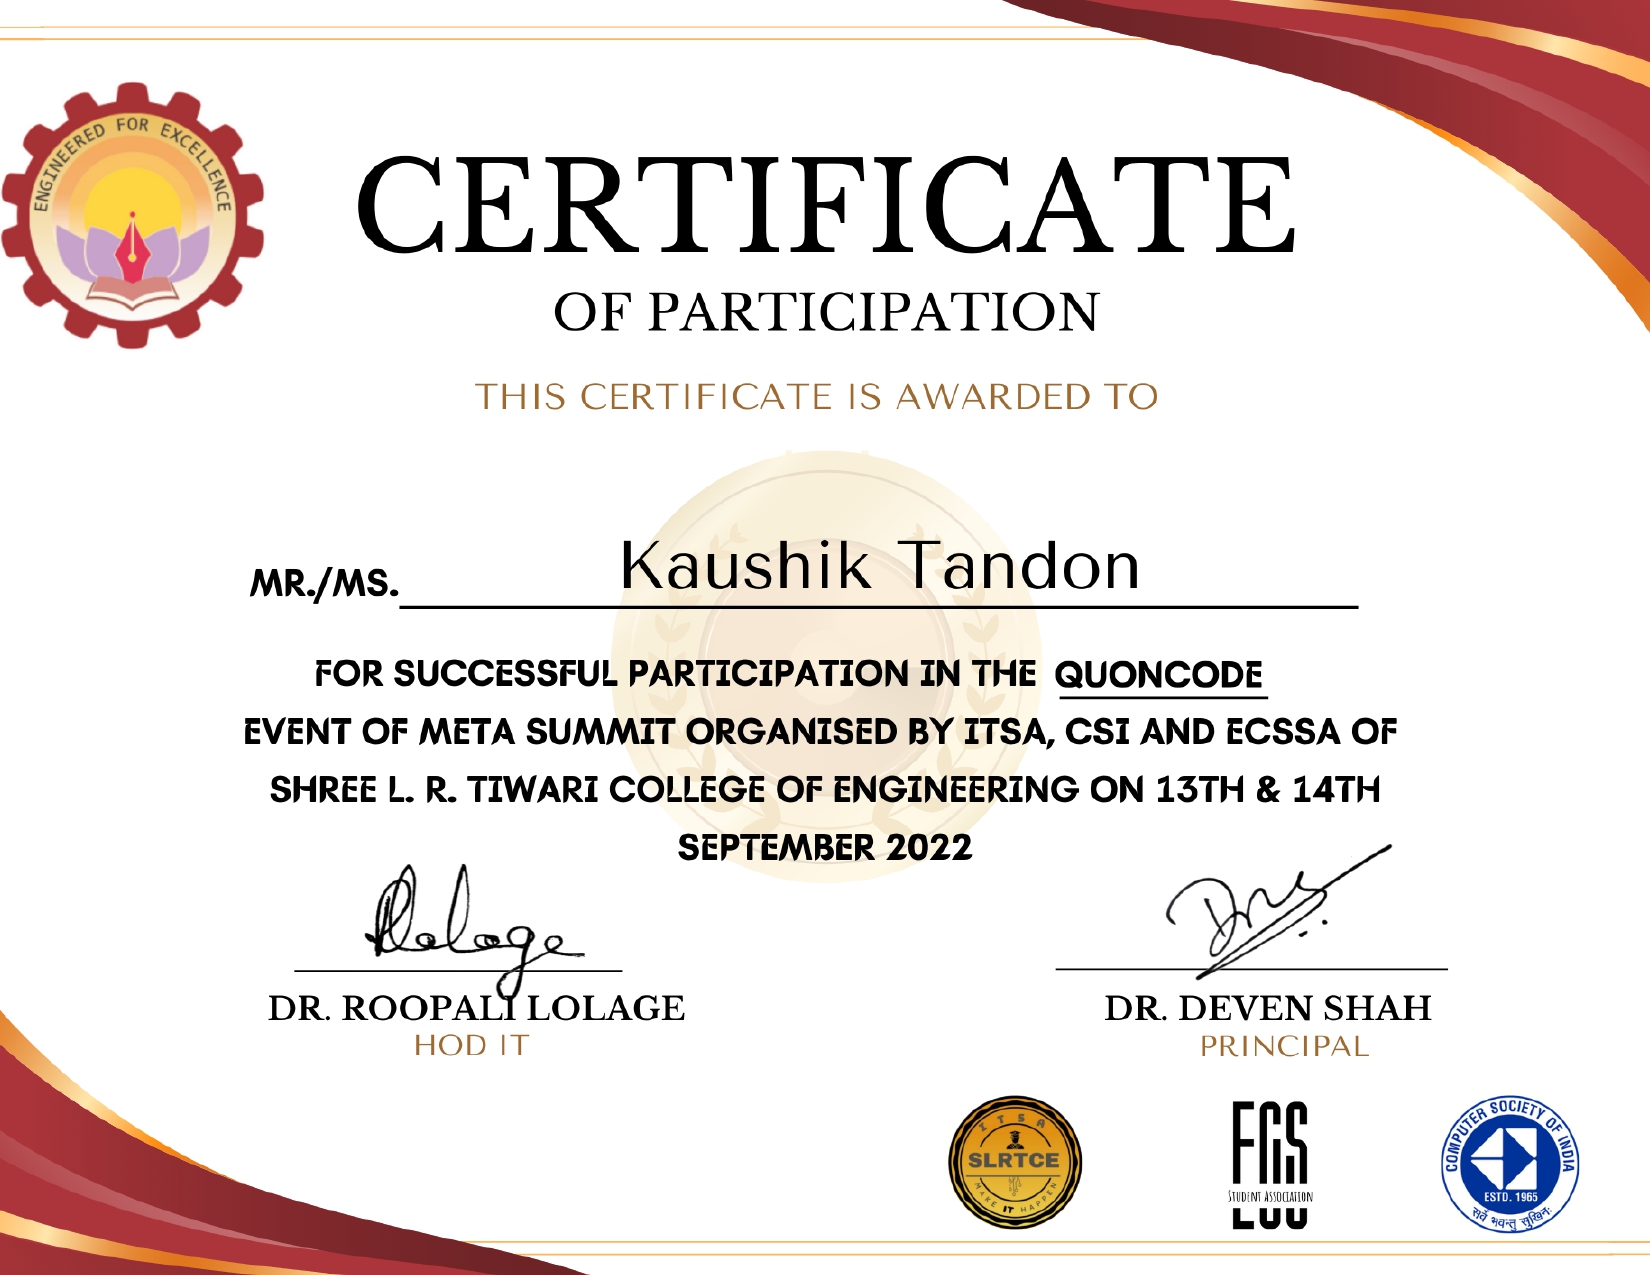 ENGINEERED FOR EXCELLENCE
CERTIFICATE
OF PARTICIPATION
THIS CERTIFICATE IS AWARDED TO
MR./MS. Kaushik Tandon
FOR SUCCESSFUL PARTICIPATION IN THE QUONCODE
EVENT OF META SUMMIT ORGANISED BY ITSA, CSI AND ECSSA OF
SHREE L. R. TIWARI COLLEGE OF ENGINEERING ON 13TH & 14TH
SEPTEMBER 2022
Lolage
DR. ROOPALI LOLAGE
HOD IT
DR. DEVEN SHAH
PRINCIPAL
ITSA
SLRTCE
MAKE IT HAPPEN
STUDENT ASSOCIATION
COMPUTER SOCIETY OF INDIA
ESTD. 1965
सर्वे भवन्तु सुखिनः